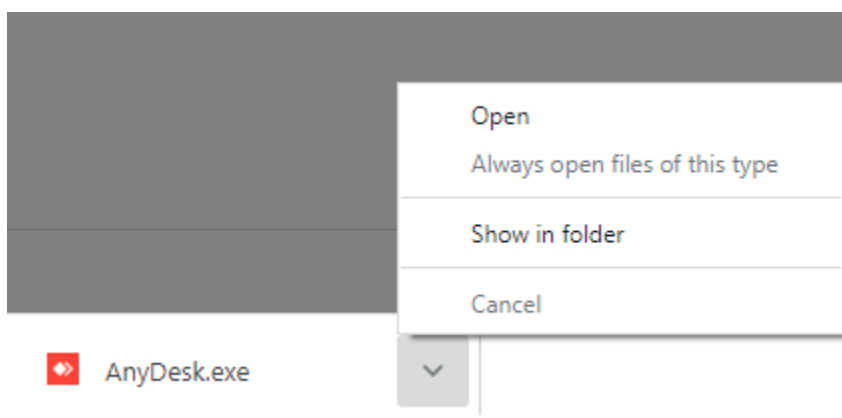 Open
Always open files of this type
Show in folder
Cancel
AnyDesk.exe